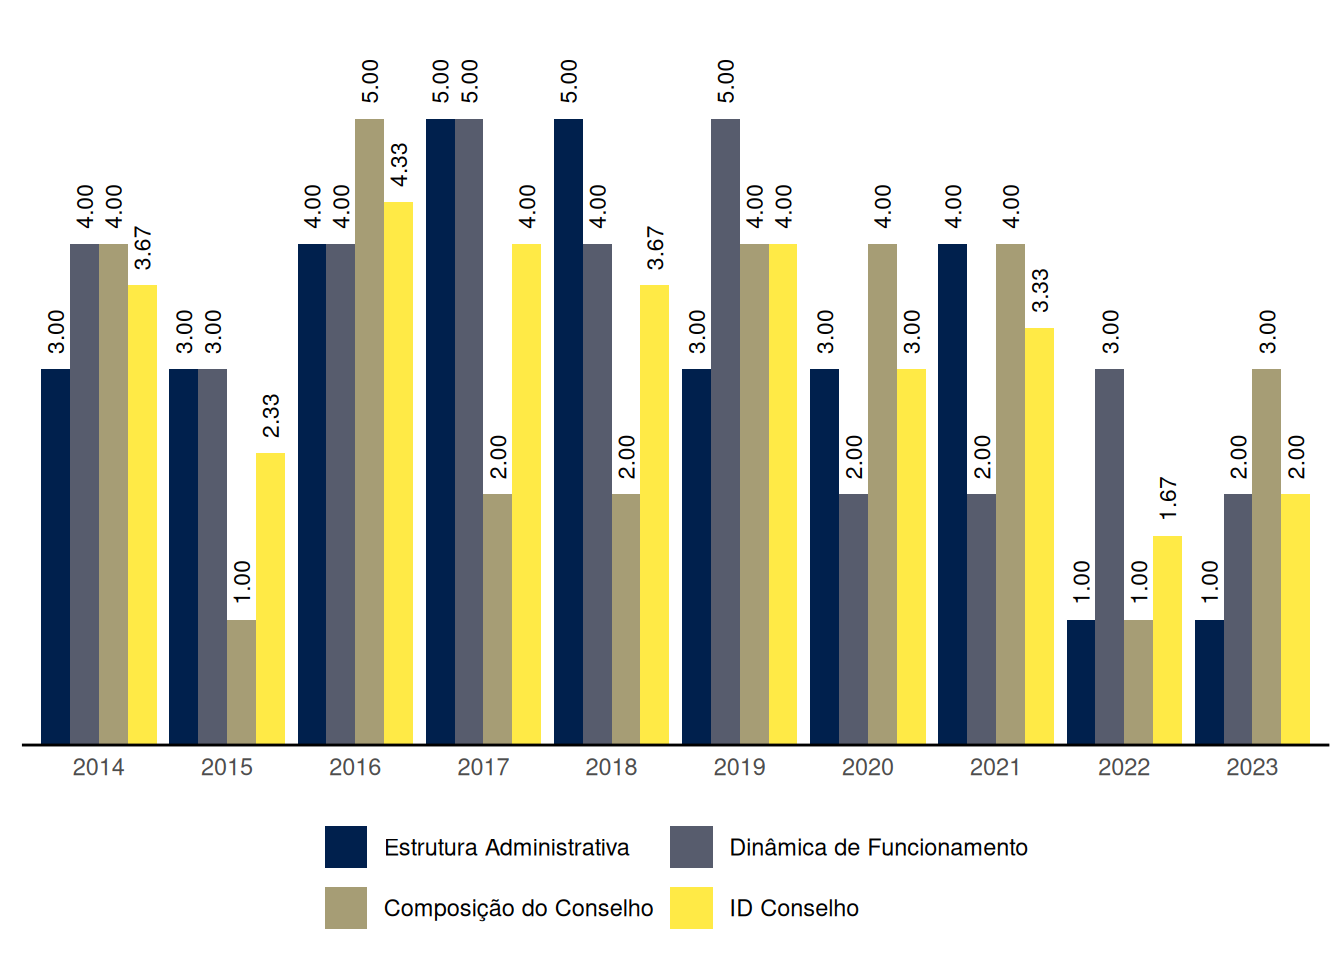 3.00 4.00 4.00 3.67
3.00 3.00 1.00 2.33
4.00 4.00 5.00 4.33
5.00 5.00 2.00 4.00
5.00 4.00 2.00 3.67
3.00 5.00 4.00 4.00
3.00 2.00 4.00 3.00
4.00 2.00 4.00 3.33
1.00 3.00 1.00 1.67
1.00 2.00 3.00 2.00
2014 2015 2016 2017 2018 2019 2020 2021 2022 2023
Estrutura Administrativa Dinâmica de Funcionamento
Composição do Conselho ID Conselho